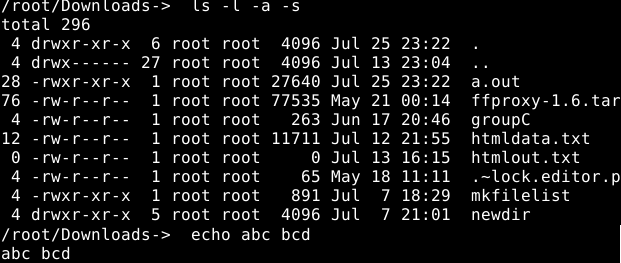 /root/Downloads->  ls -l -a -s
total 296
 4 drwxr-xr-x  6 root root  4096 Jul 25 23:22 .
 4 drwx------ 27 root root  4096 Jul 13 23:04 ..
28 -rwxr-xr-x  1 root root 27640 Jul 25 23:22 a.out
76 -rw-r--r--  1 root root 77535 May 21 00:14 ffproxy-1.6.tar
 4 -rw-r--r--  1 root root   263 Jun 17 20:46 groupC
12 -rw-r--r--  1 root root 11711 Jul 12 21:55 htmldata.txt
 0 -rw-r--r--  1 root root     0 Jul 13 16:15 htmlout.txt
 4 -rw-r--r--  1 root root    65 May 18 11:11 .~lock.editor.p
 4 -rwxr-xr-x  1 root root   891 Jul  7 18:29 mkfilelist
 4 drwxr-xr-x  5 root root  4096 Jul  7 21:01 newdir
/root/Downloads->  echo abc bcd
abc bcd